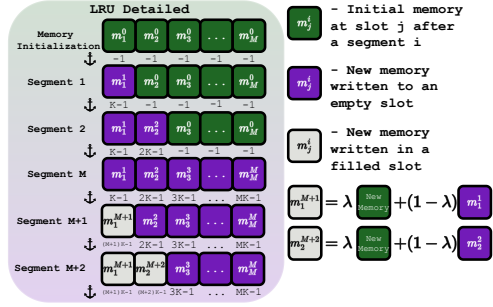 LRU Detailed
Memory Initialization m_1^0 m_2^0 m_3^0 ... m_M^0
-1 -1 -1 -1 -1
Segment 1 m_1^1 m_2^0 m_3^0 ... m_M^0
K-1 -1 -1 -1 -1
Segment 2 m_1^1 m_2^2 m_3^0 ... m_M^0
K-1 2K-1 -1 -1 -1
Segment M m_1^1 m_2^2 m_3^3 ... m_M^M
K-1 2K-1 3K-1 ... MK-1
Segment M+1 m_1^{M+1} m_2^2 m_3^3 ... m_M^M
(M+1)K-1 2K-1 3K-1 ... MK-1
Segment M+2 m_1^{M+1} m_2^{M+2} m_3^3 ... m_M^M
(M+1)K-1 (M+2)K-1 3K-1 ... MK-1
m_j^i - Initial memory
at slot j after
a segment i
m_j^i - New memory
written to an
empty slot
m_j^i - New memory
written in a
filled slot
m_1^{M+1} = λ New Memory +(1-λ) m_1^1
m_2^{M+2} = λ New Memory +(1-λ) m_2^2